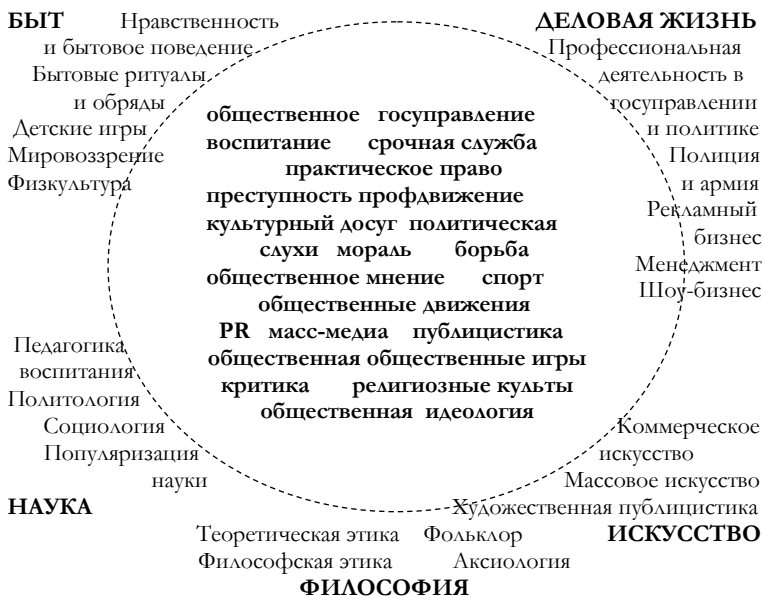 БЫТ Нравственность
и бытовое поведение
Бытовые ритуалы
и обряды
Детские игры
Мировоззрение
Физкультура
ДЕЛОВАЯ ЖИЗНЬ
Профессиональная
деятельность в
госуправлении
и политике
Полиция
и армия
Рекламный
бизнес
Менеджмент
Шоу-бизнес
общественное госуправление
воспитание срочная служба
практическое право
преступность профдвижение
культурный досуг политическая
слухи мораль борьба
общественное мнение спорт
общественные движения
PR масс-медиа публицистика
общественная общественные игры
критика религиозные культы
общественная идеология
Педагогика
воспитания
Политология
Социология
Популяризация
науки
НАУКА
Коммерческое
искусство
Массовое искусство
Художественная публицистика
ИСКУССТВО
Теоретическая этика Фольклор
Философская этика Аксиология
ФИЛОСОФИЯ